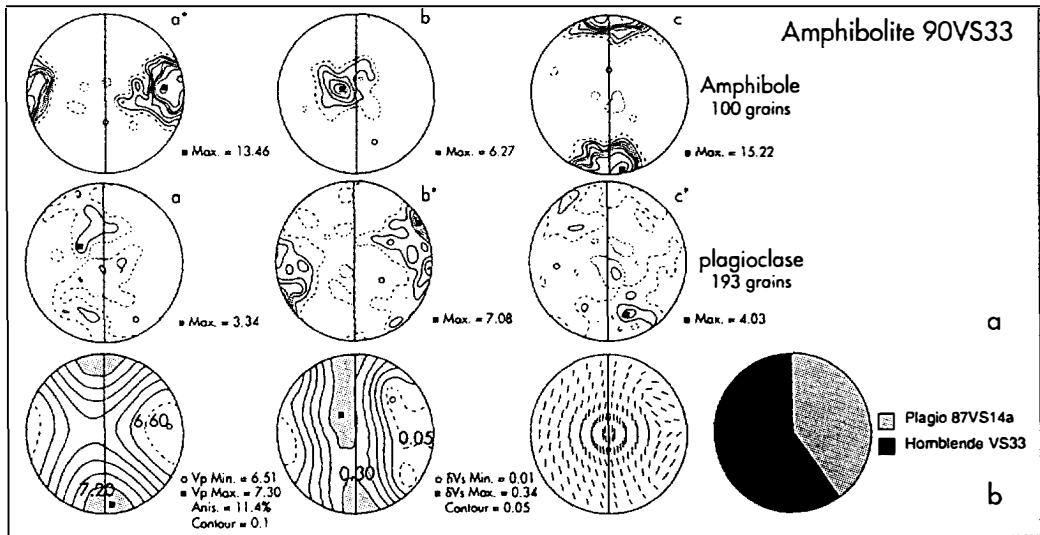 a*
b
c
Amphibolite 90VS33
Amphibole
100 grains
■ Max. = 13.46
■ Max. = 6.27
■ Max. = 15.22
a
b*
c*
plagioclase
193 grains
■ Max. = 3.34
■ Max. = 7.08
■ Max. = 4.03
a
6,60
7.20
0.05
0.30
○ Vp Min. = 6.51
■ Vp Max. = 7.30
Anis. = 11.4%
Contour = 0.1
○ δVs Min. = 0.01
■ δVs Max. = 0.34
Contour = 0.05
Plagio 87VS14a
Hornblende VS33
b